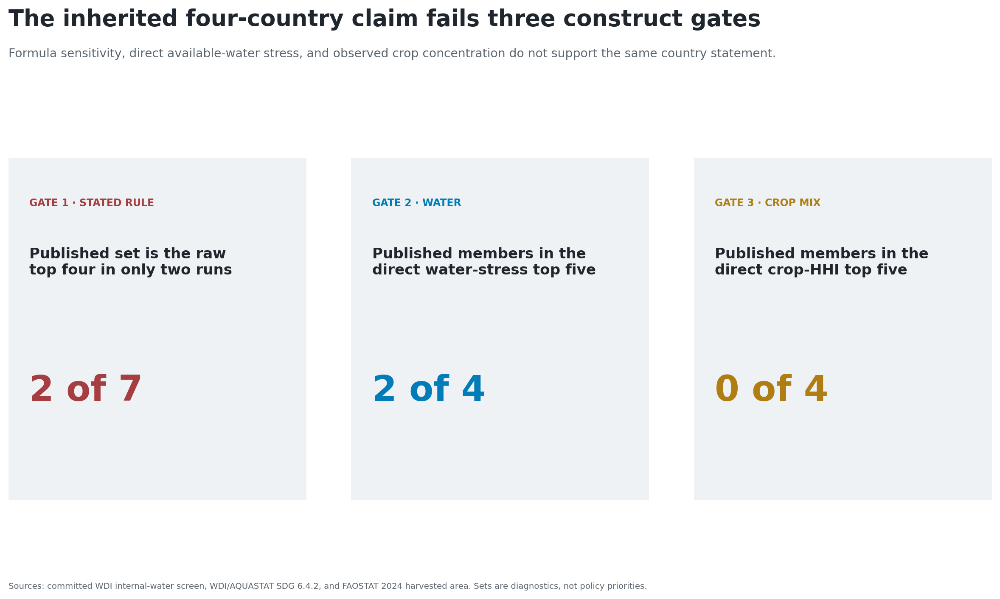 The inherited four-country claim fails three construct gates
Formula sensitivity, direct available-water stress, and observed crop concentration do not support the same country statement.
GATE 1 · STATED RULE
Published set is the raw
top four in only two runs
2 of 7
GATE 2 · WATER
Published members in the
direct water-stress top five
2 of 4
GATE 3 · CROP MIX
Published members in the
direct crop-HHI top five
0 of 4
Sources: committed WDI internal-water screen, WDI/AQUASTAT SDG 6.4.2, and FAOSTAT 2024 harvested area. Sets are diagnostics, not policy priorities.